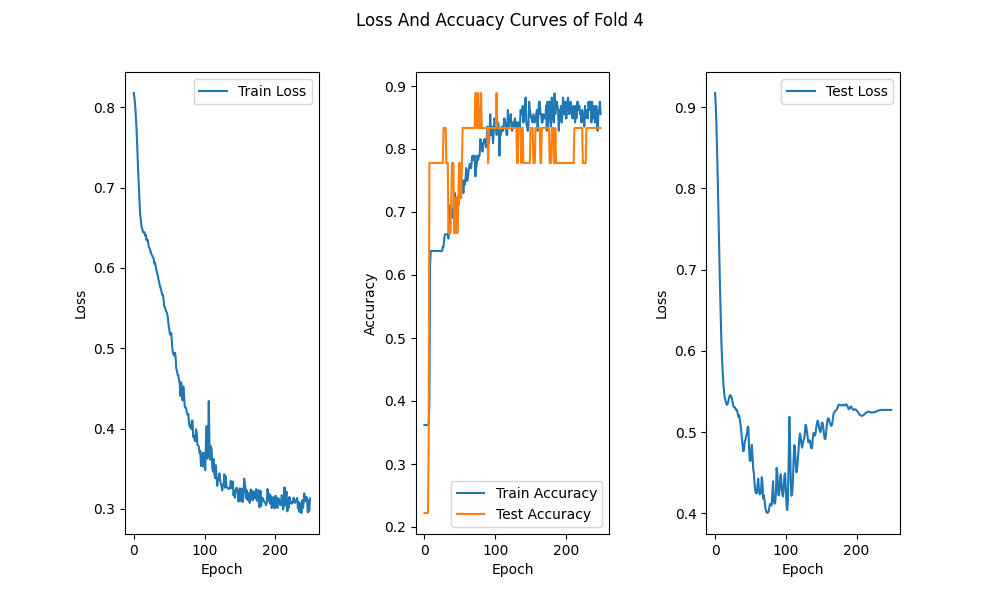 Loss And Accuacy Curves of Fold 4
Loss
0.8
0.7
0.6
0.5
0.4
0.3
0
100
200
Epoch
Train Loss
Accuracy
0.9
0.8
0.7
0.6
0.5
0.4
0.3
0.2
0
100
200
Epoch
Train Accuracy
Test Accuracy
Loss
0.9
0.8
0.7
0.6
0.5
0.4
0
100
200
Epoch
Test Loss